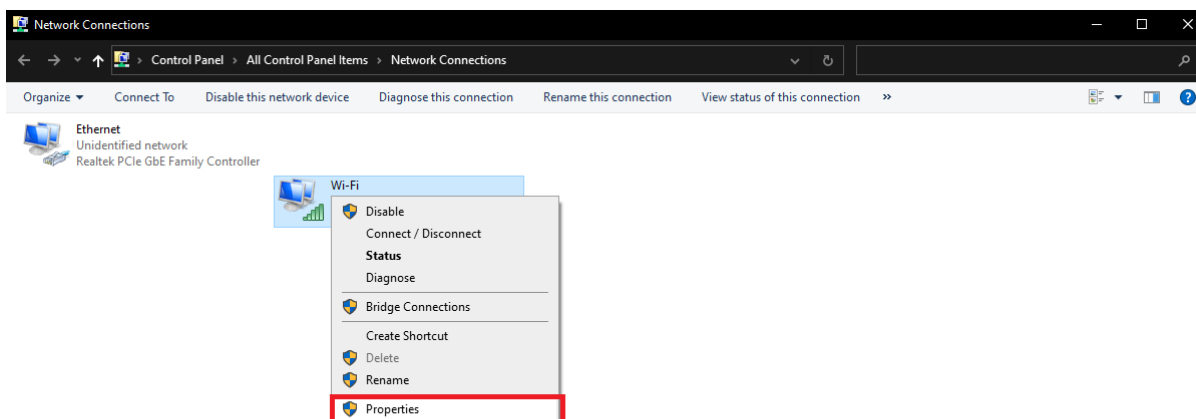 Network Connections
Control Panel > All Control Panel Items > Network Connections
Organize Connect To Disable this network device Diagnose this connection Rename this connection View status of this connection »
Ethernet
Unidentified network
Realtek PCIe GbE Family Controller
Wi-Fi
Disable
Connect / Disconnect
Status
Diagnose
Bridge Connections
Create Shortcut
Delete
Rename
Properties